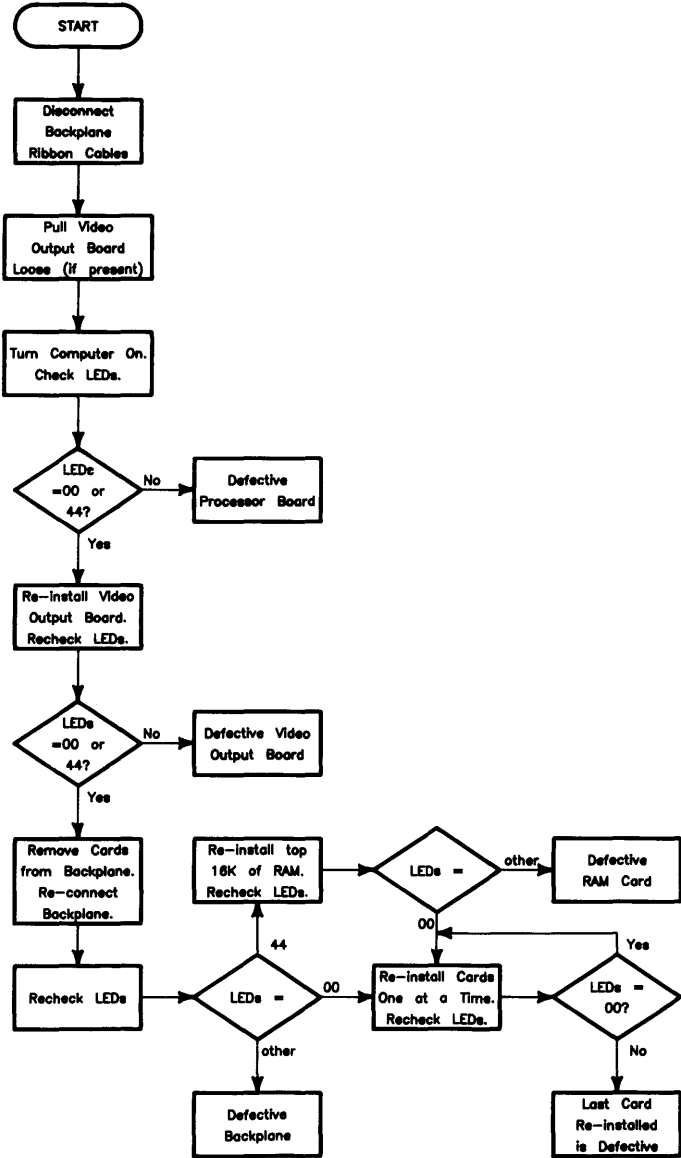 START
Disconnect
Backplane
Ribbon Cables
Pull Video
Output Board
Loose (if present)
Turn Computer On.
Check LEDs.
LEDs
=00 or
44?
No
Defective
Processor Board
Yes
Re-install Video
Output Board.
Recheck LEDs.
LEDs
=00 or
44?
No
Defective Video
Output Board
Yes
Remove Cards
from Backplane.
Re-connect
Backplane.
Re-install top
16K of RAM.
Recheck LEDs.
LEDs =
other
Defective
RAM Card
00
Yes
44
Recheck LEDs
LEDs =
00
Re-install Cards
One at a Time.
Recheck LEDs.
LEDs =
00?
other
No
Defective
Backplane
Last Card
Re-installed
is Defective